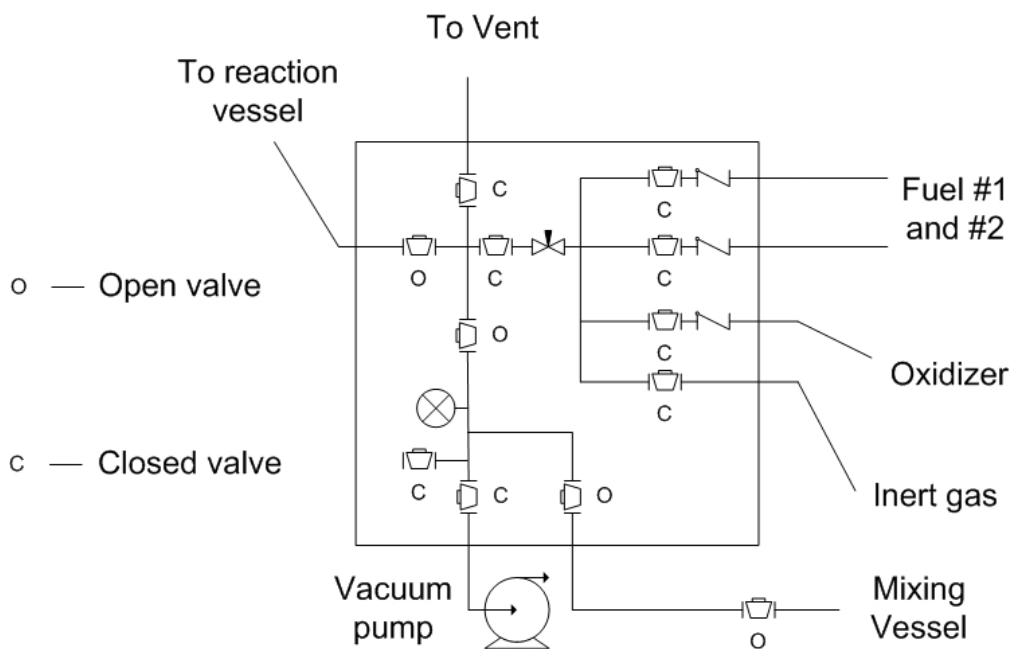 To Vent
To reaction
vessel
C
Fuel #1
and #2
C
O
C
C
O — Open valve
O
C
Oxidizer
C
C — Closed valve
C
C
O
Inert gas
Vacuum
pump
Mixing
Vessel
O